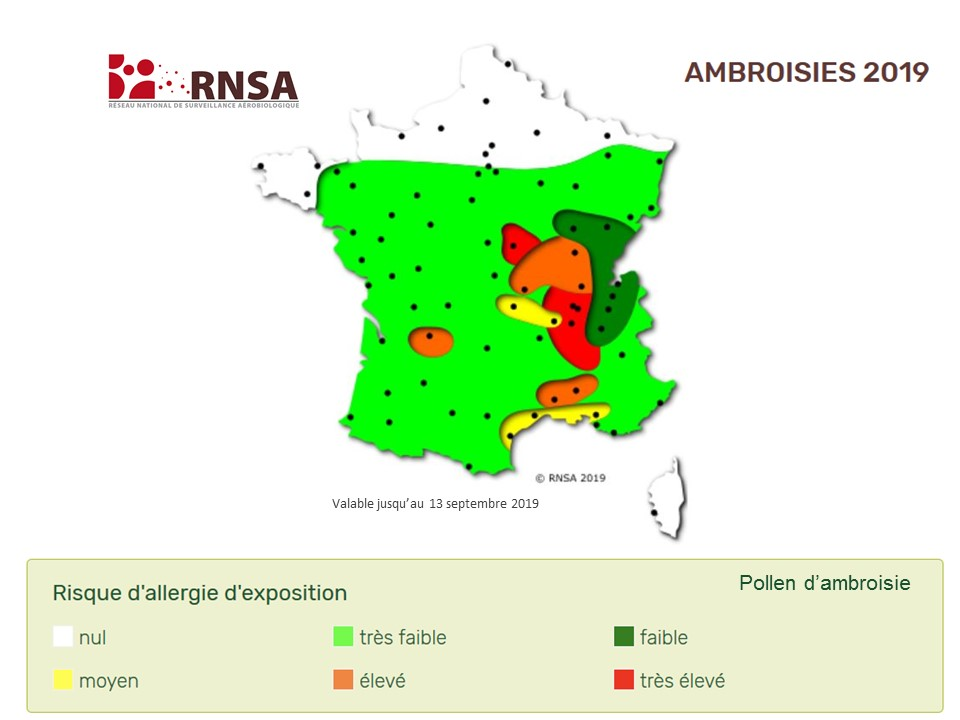 RNSA
RÉSEAU NATIONAL DE SURVEILLANCE AÉROBIOLOGIQUE
AMBROISIES 2019
© RNSA 2019
Valable jusqu’au 13 septembre 2019
Risque d'allergie d'exposition
Pollen d’ambroisie
nul
très faible
faible
moyen
élevé
très élevé